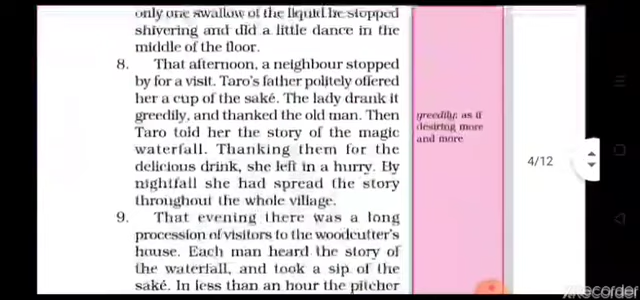 only one swallow of the liquid he stopped
shivering and did a little dance in the
middle of the floor.
8. That afternoon, a neighbour stopped
by for a visit. Taro's father politely offered
her a cup of the saké. The lady drank it
greedily, and thanked the old man. Then
Taro told her the story of the magic
waterfall. Thanking them for the
delicious drink, she left in a hurry. By
nightfall she had spread the story
throughout the whole village.
9. That evening there was a long
procession of visitors to the woodcutter's
house. Each man heard the story of
the waterfall, and took a sip of the
saké. In less than an hour the pitcher
greedily: as if
desiring more
and more
4/12